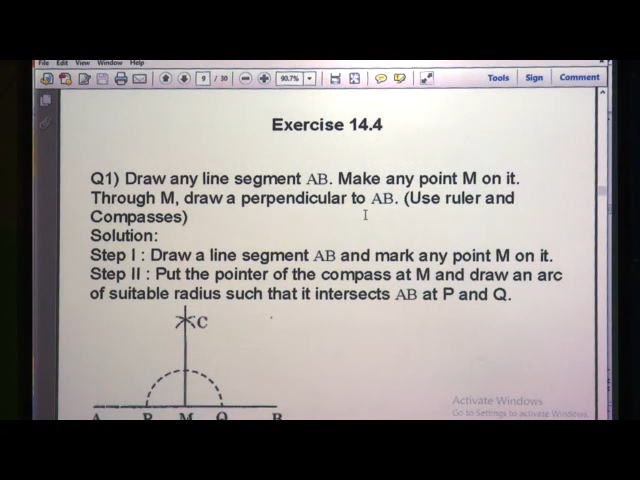 File Edit View Window Help
9 / 30 90.7% Tools Sign Comment
Exercise 14.4
Q1) Draw any line segment AB. Make any point M on it.
Through M, draw a perpendicular to AB. (Use ruler and
Compasses)
Solution:
Step I : Draw a line segment AB and mark any point M on it.
Step II : Put the pointer of the compass at M and draw an arc
of suitable radius such that it intersects AB at P and Q.
C
A P M Q B
Activate Windows
Go to Settings to activate Windows.